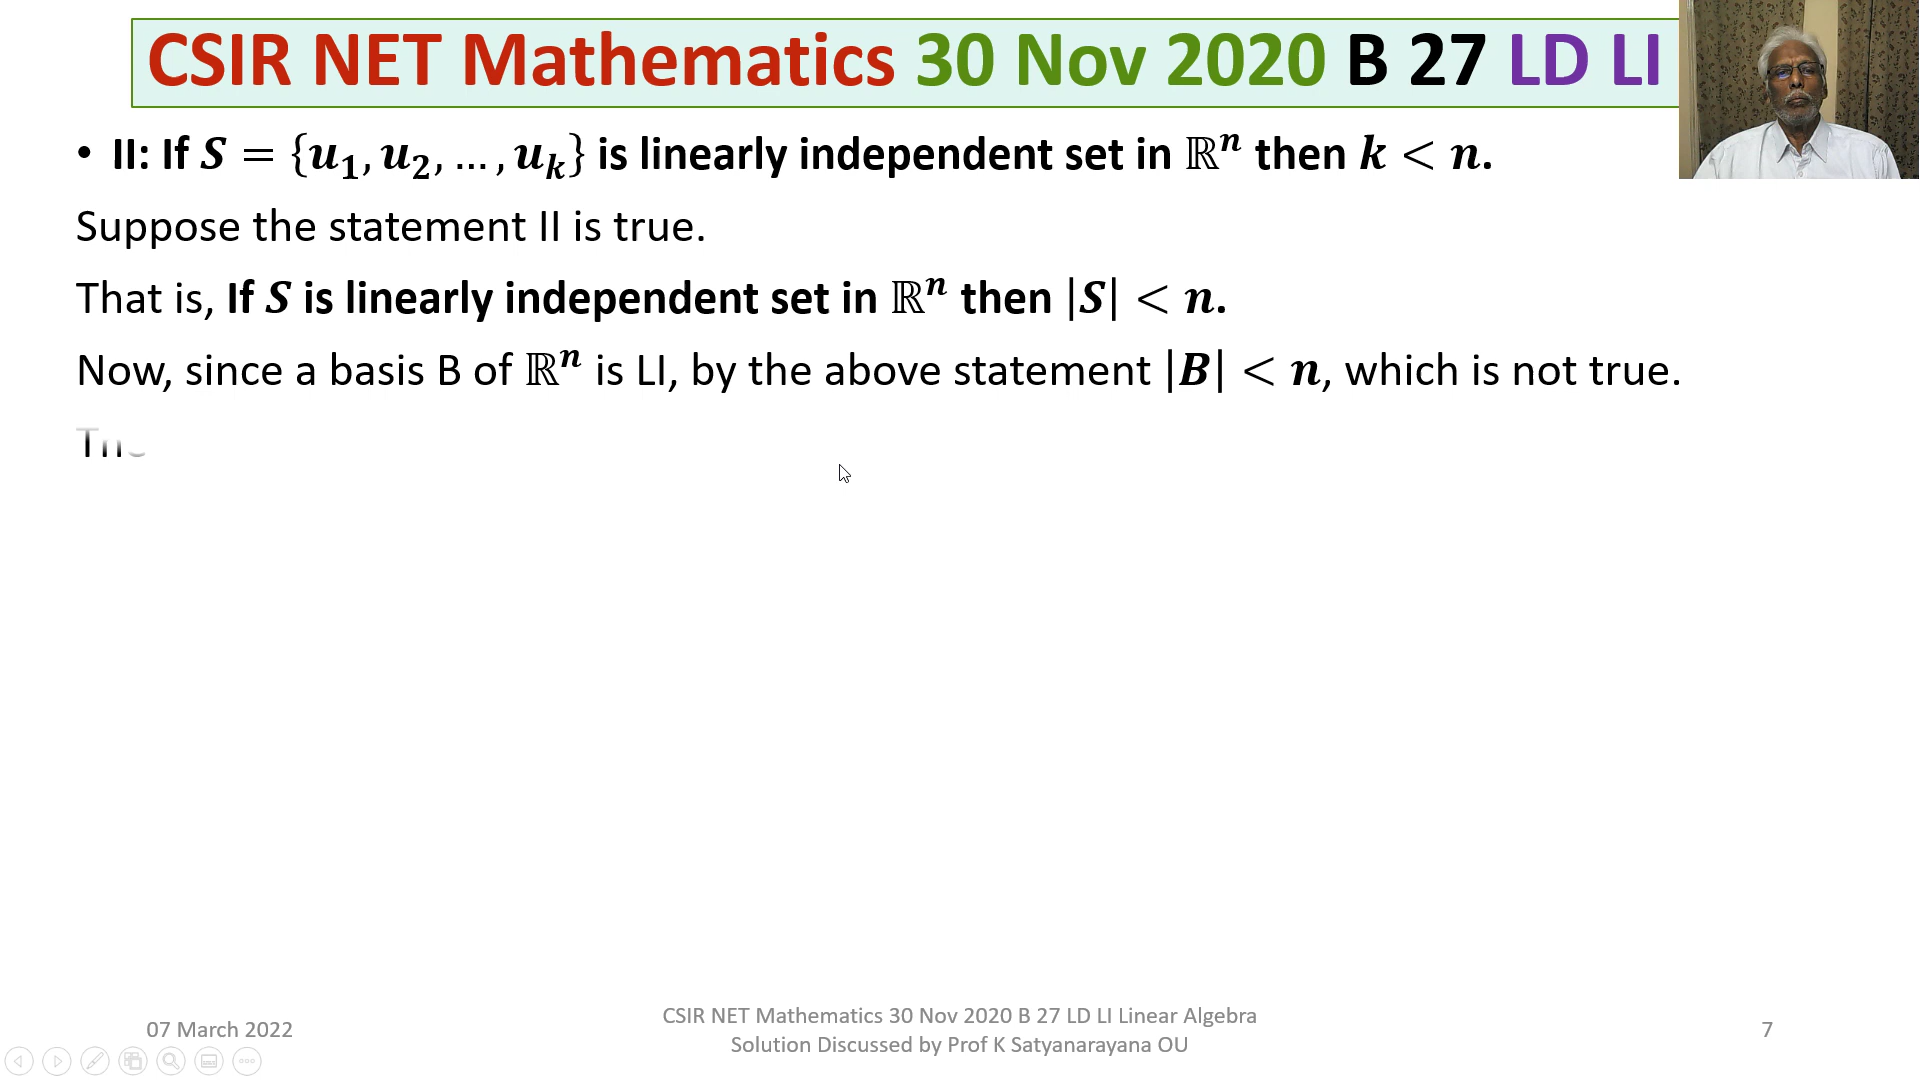 CSIR NET Mathematics 30 Nov 2020 B 27 LD LI
• II: If S = {u₁, u₂, … , uₖ} is linearly independent set in ℝⁿ then k < n.
Suppose the statement II is true.
That is, If S is linearly independent set in ℝⁿ then |S| < n.
Now, since a basis B of ℝⁿ is LI, by the above statement |B| < n, which is not true.
07 March 2022
CSIR NET Mathematics 30 Nov 2020 B 27 LD LI Linear Algebra
Solution Discussed by Prof K Satyanarayana OU
7